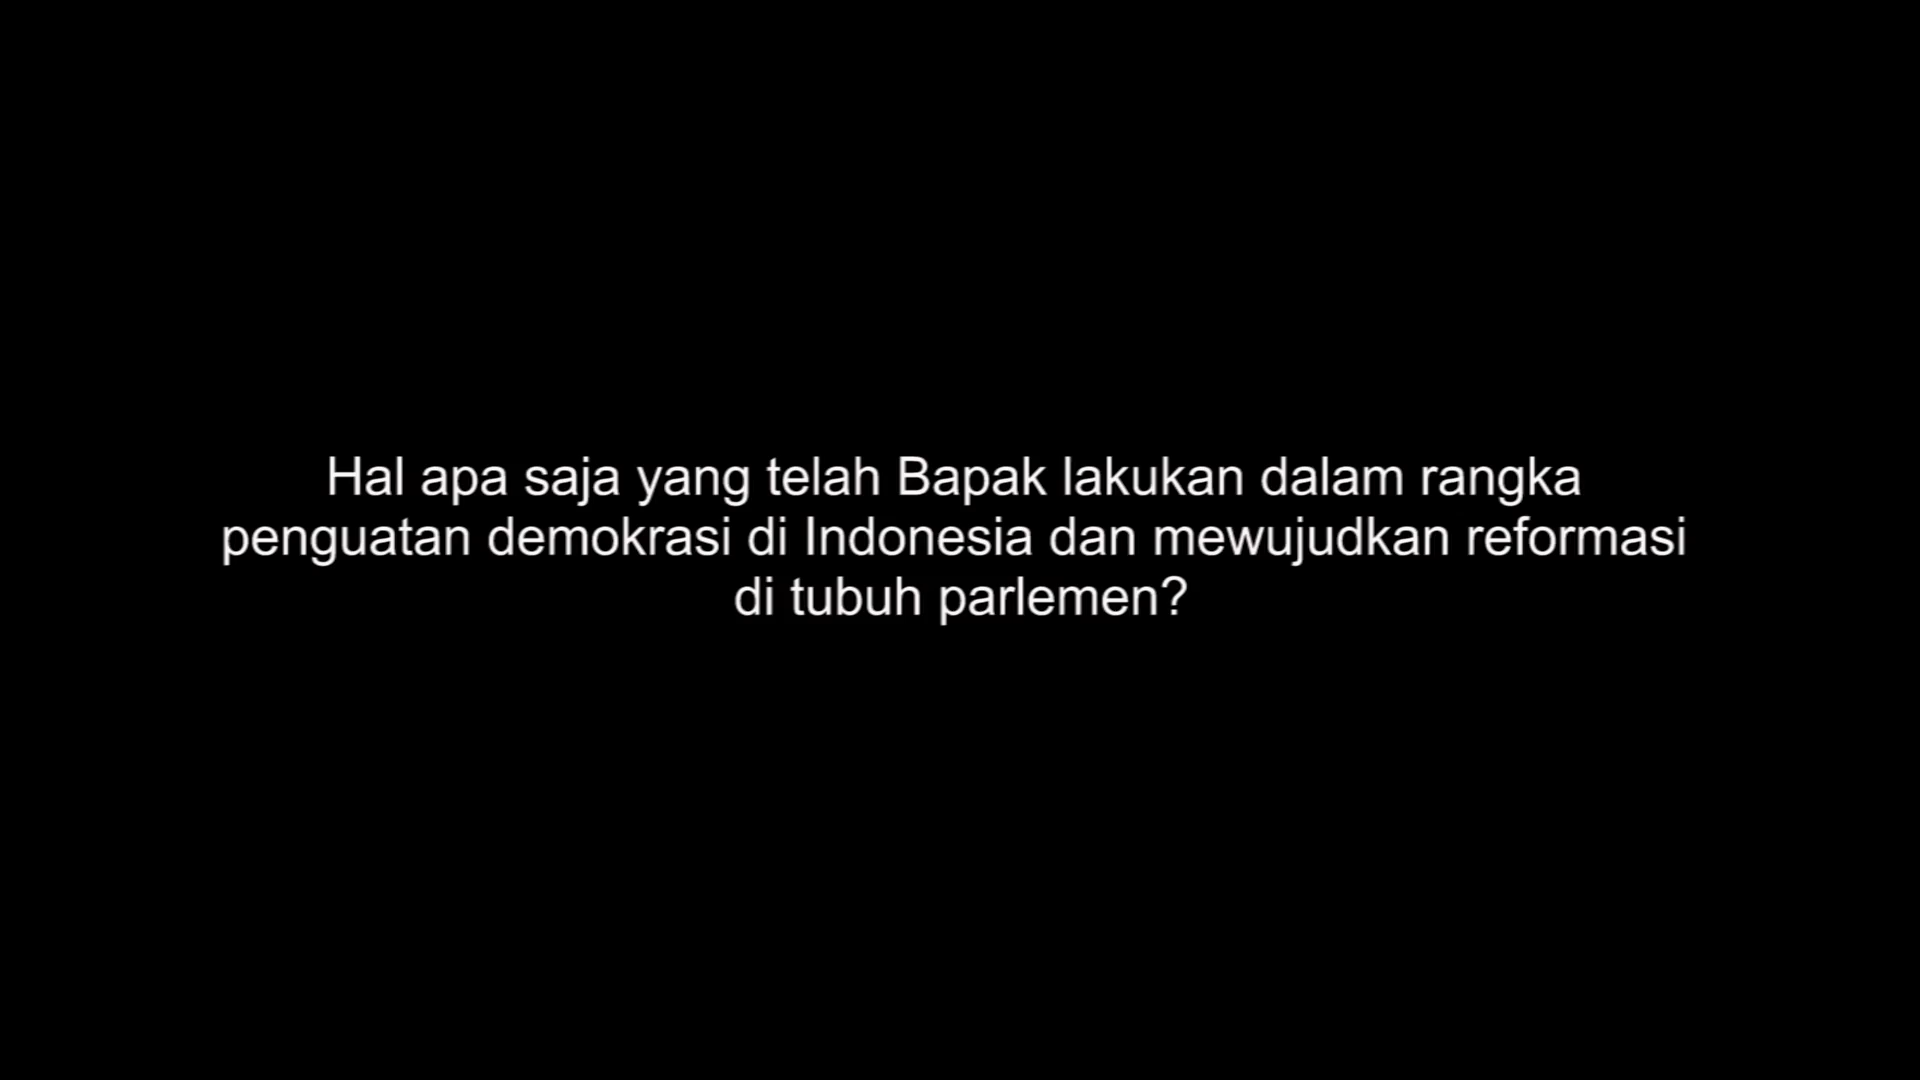 Hal apa saja yang telah Bapak lakukan dalam rangka
penguatan demokrasi di Indonesia dan mewujudkan reformasi
di tubuh parlemen?